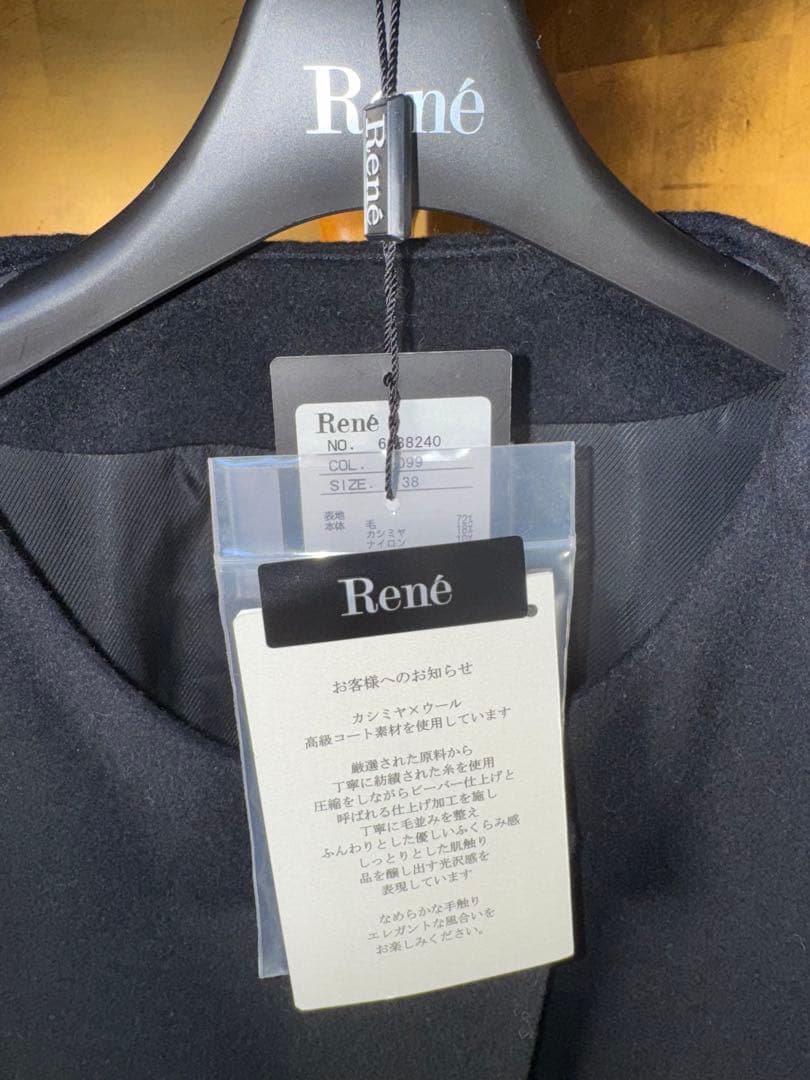 René
René
René
NO. 6 38240
COL. 099
SIZE. 38
表地
本体 毛 72%
カシミヤ 18%
ナイロン 10%
René
お客様へのお知らせ
カシミヤ×ウール
高級コート素材を使用しています
厳選された原料から
丁寧に紡績された糸を使用
圧縮をしながらビーバー仕上げと
呼ばれる仕上げ加工を施し
丁寧に毛並みを整え
ふんわりとした優しいふくらみ感
しっとりとした肌触り
品を醸し出す光沢感を
表現しています
なめらかな手触り
エレガントな風合いを
お楽しみください。